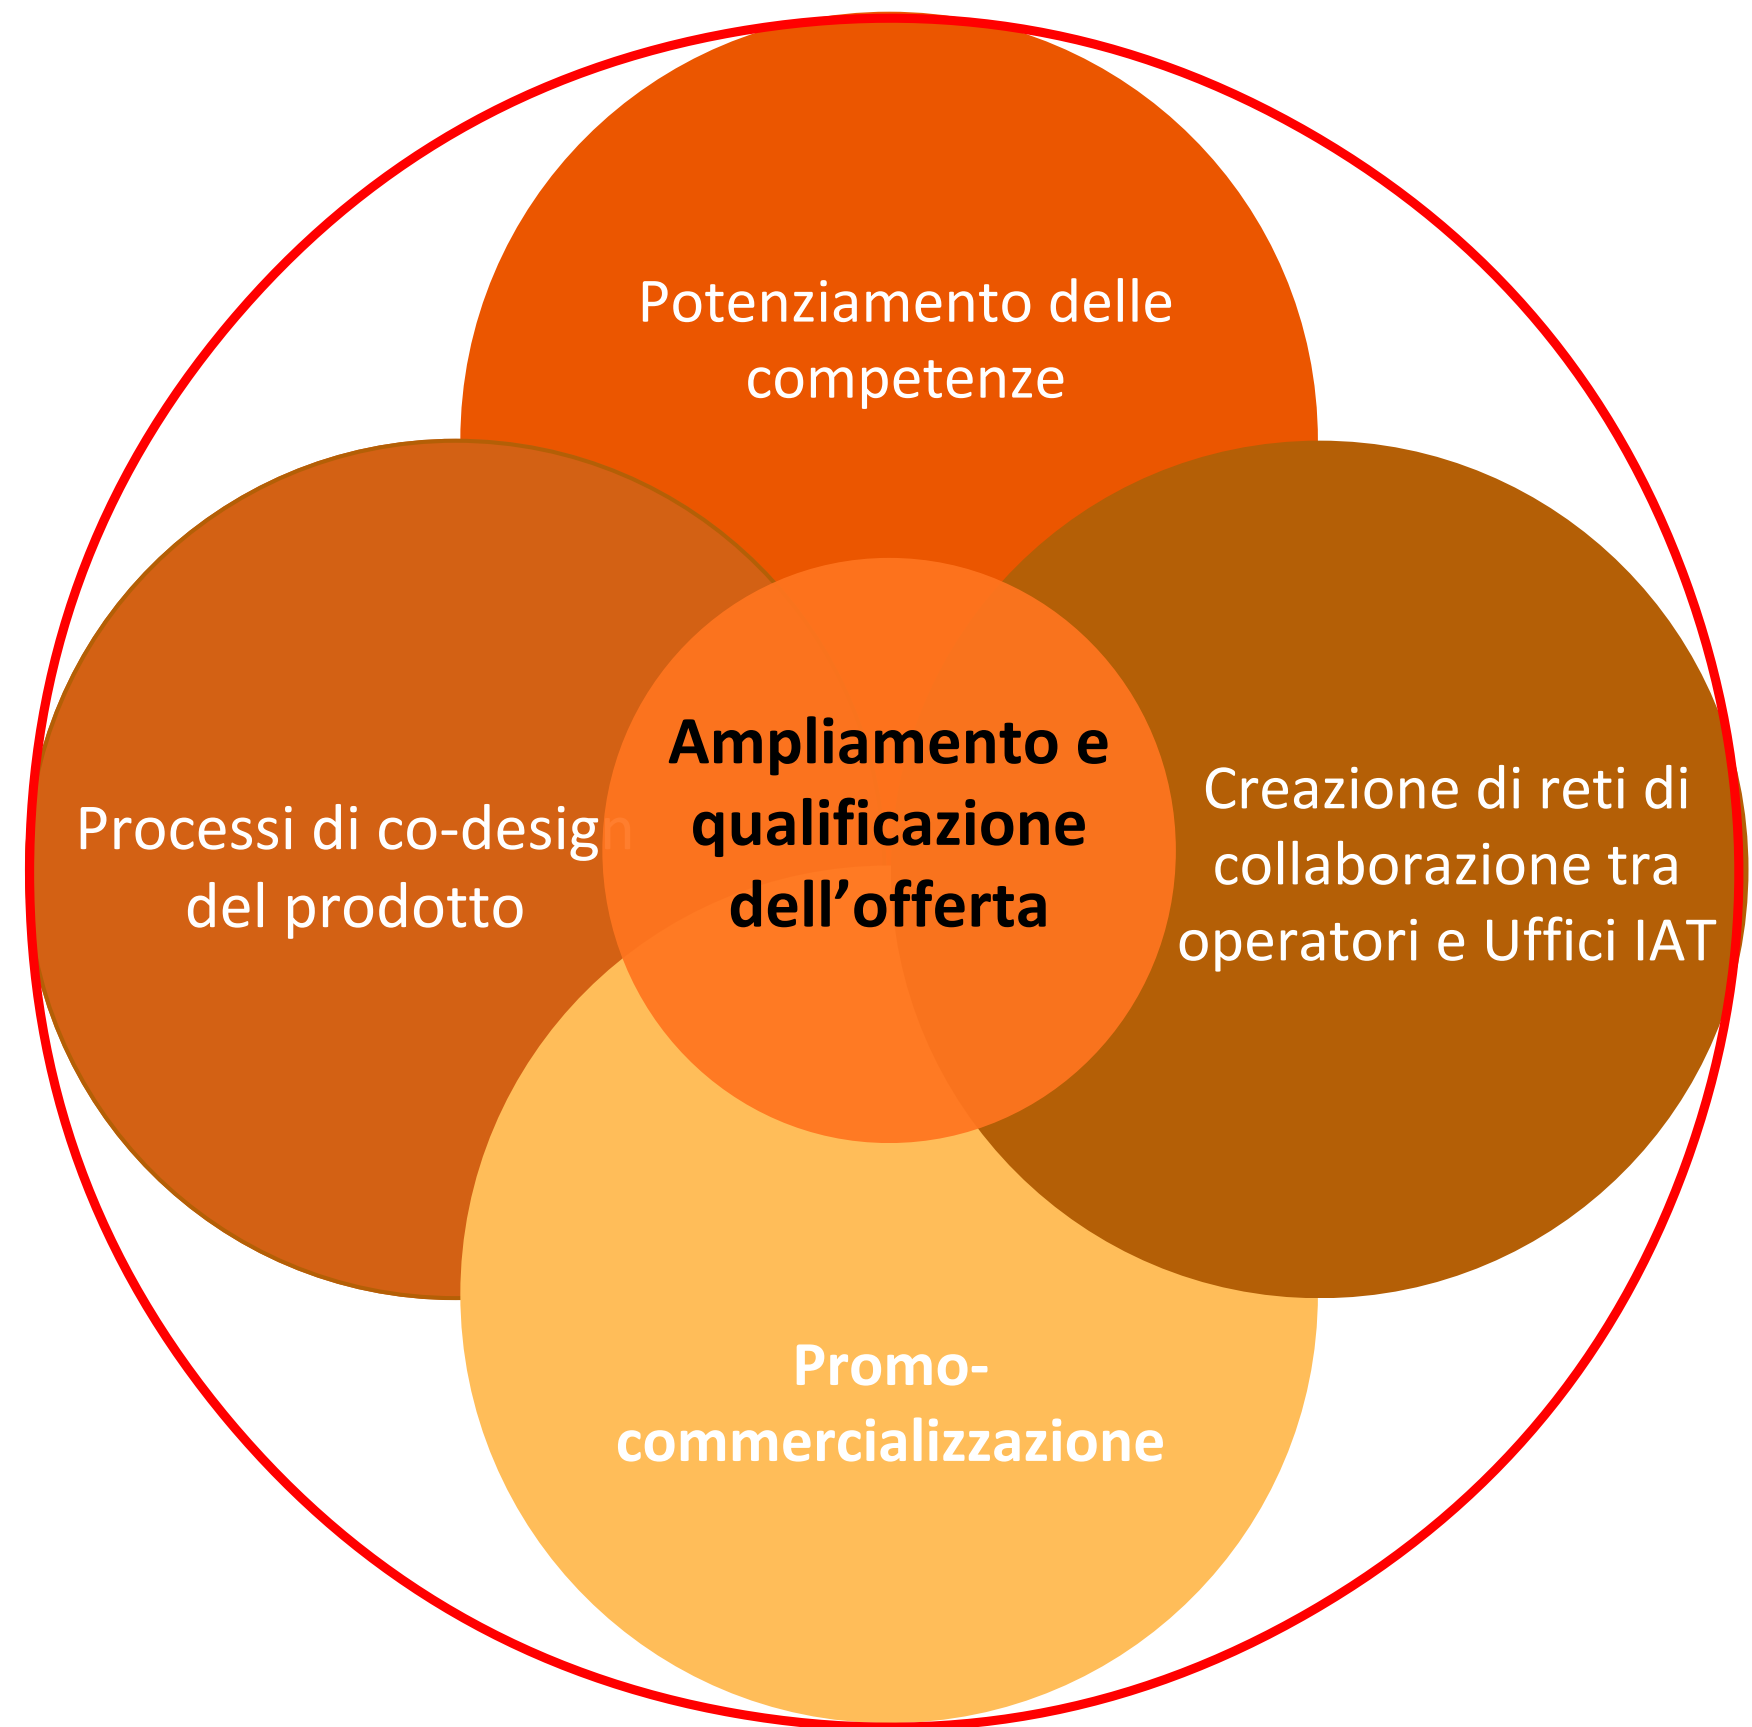 Potenziamento delle
competenze
Processi di co-design
del prodotto
Ampliamento e
qualificazione
dell’offerta
Creazione di reti di
collaborazione tra
operatori e Uffici IAT
Promo-
commercializzazione